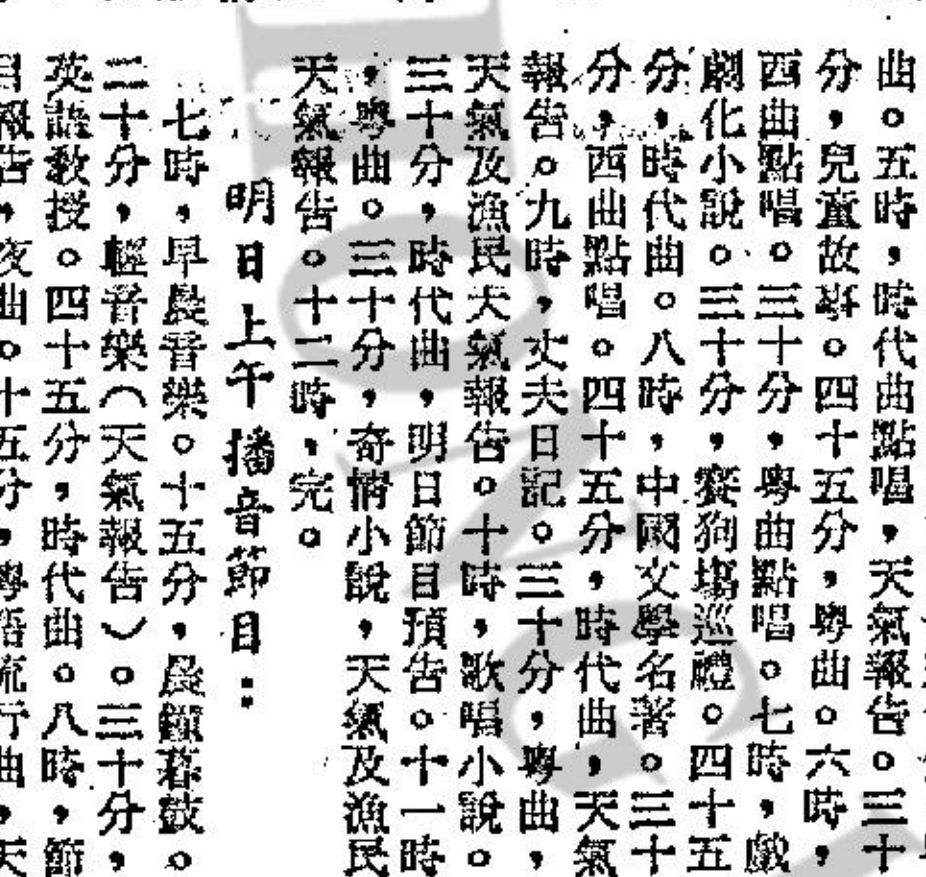 曲。五時，時代曲點唱，天氣報告。三十
分，兒童故事。四十五分，粵曲。六時，
西曲點唱。三十分，粵曲點唱。七時，戲
劇化小說。三十分，賽狗塲巡禮。四十五
分，時代曲。八時，中國文學名著。三十
分，西曲點唱。四十五分，時代曲，天氣
報告。九時，丈夫日記。三十分，粵曲，
天氣及漁民天氣報告。十時，歌唱小說。
三十分，時代曲，明日節目預告。十一時
，粵曲。三十分，奇情小說，天氣及漁民
天氣報告。十二時，完。
明日上午播音節目：
七時，早晨音樂。十五分，晨鐘暮鼓。
二十分，輕音樂（天氣報告）。三十分，
英語教授。四十五分，時代曲。八時，節
目報告，夜曲。十五分，粵語流行曲，天